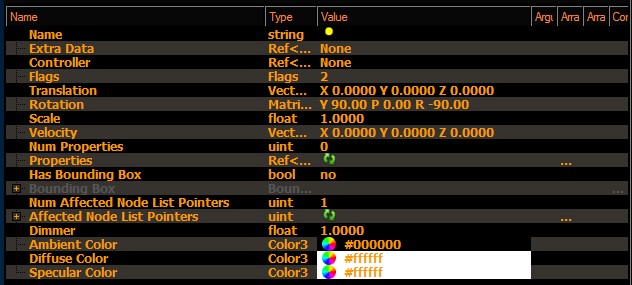 Name Type Value Argu Arra Arra Cor
Name string
Extra Data Ref<... None
Controller Ref<... None
Flags Flags 2
Translation Vect... X 0.0000 Y 0.0000 Z 0.0000
Rotation Matri... Y 90.00 P 0.00 R -90.00
Scale float 1.0000
Velocity Vect... X 0.0000 Y 0.0000 Z 0.0000
Num Properties uint 0
Properties Ref<... ...
Has Bounding Box bool no
Bounding Box Boun... ...
Num Affected Node List Pointers uint 1
Affected Node List Pointers uint ...
Dimmer float 1.0000
Ambient Color Color3 #000000
Diffuse Color Color3 #ffffff
Specular Color Color3 #ffffff